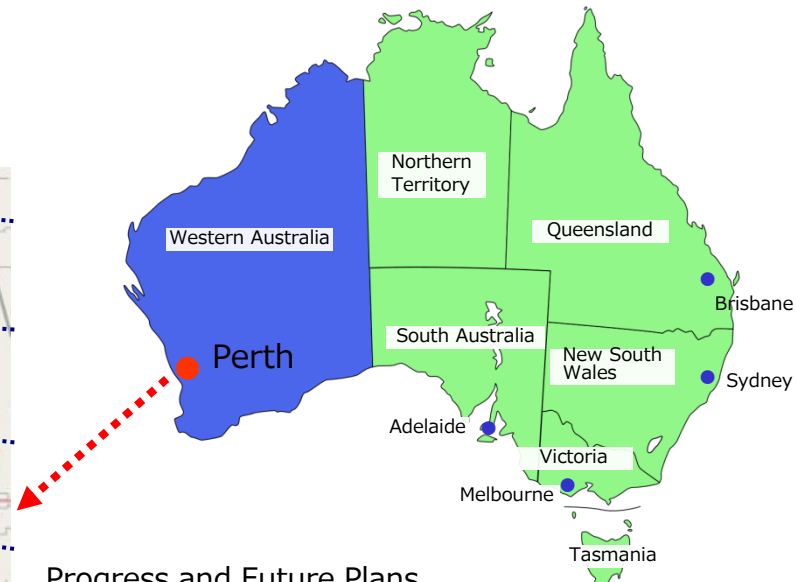 Northern
Territory
Western Australia
Queensland
Brisbane
South Australia
Perth
New South
Wales
Sydney
Adelaide
Victoria
Melbourne
Tasmania
Progress and Future Plans